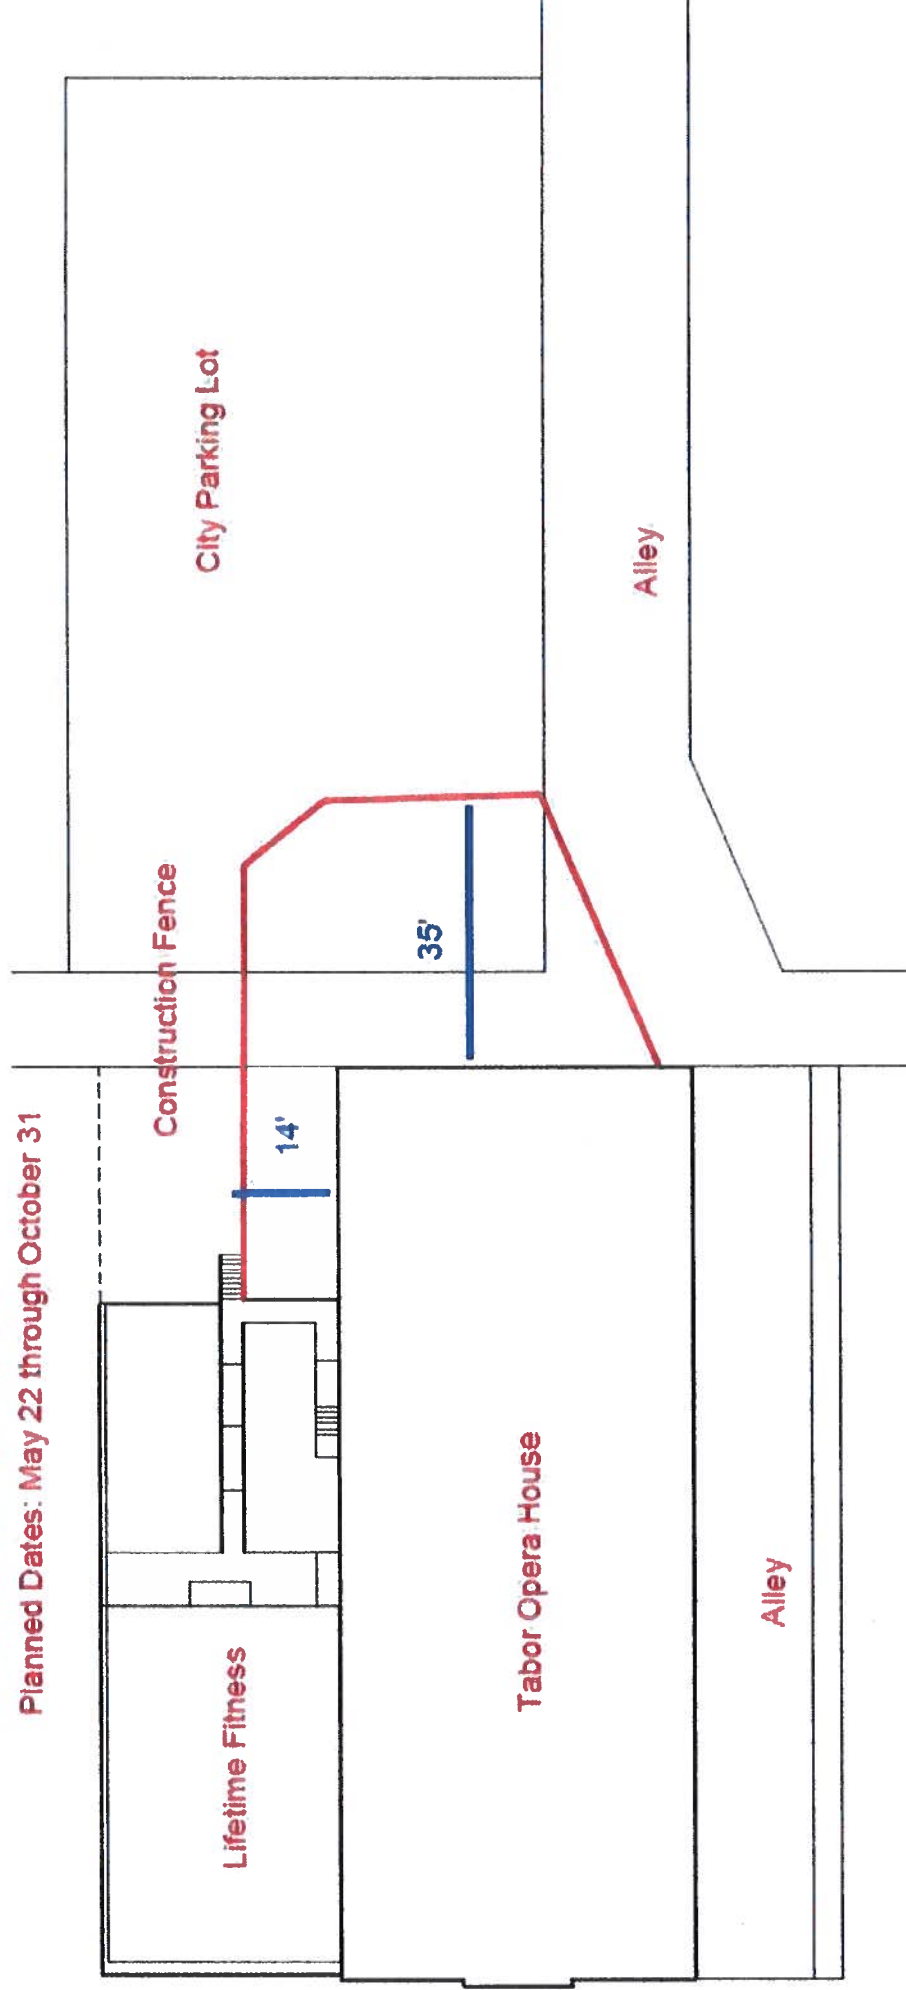 Planned Dates: May 22 through October 31
Construction Fence
City Parking Lot
Lifetime Fitness
14'
35'
Tabor Opera House
Alley
Alley